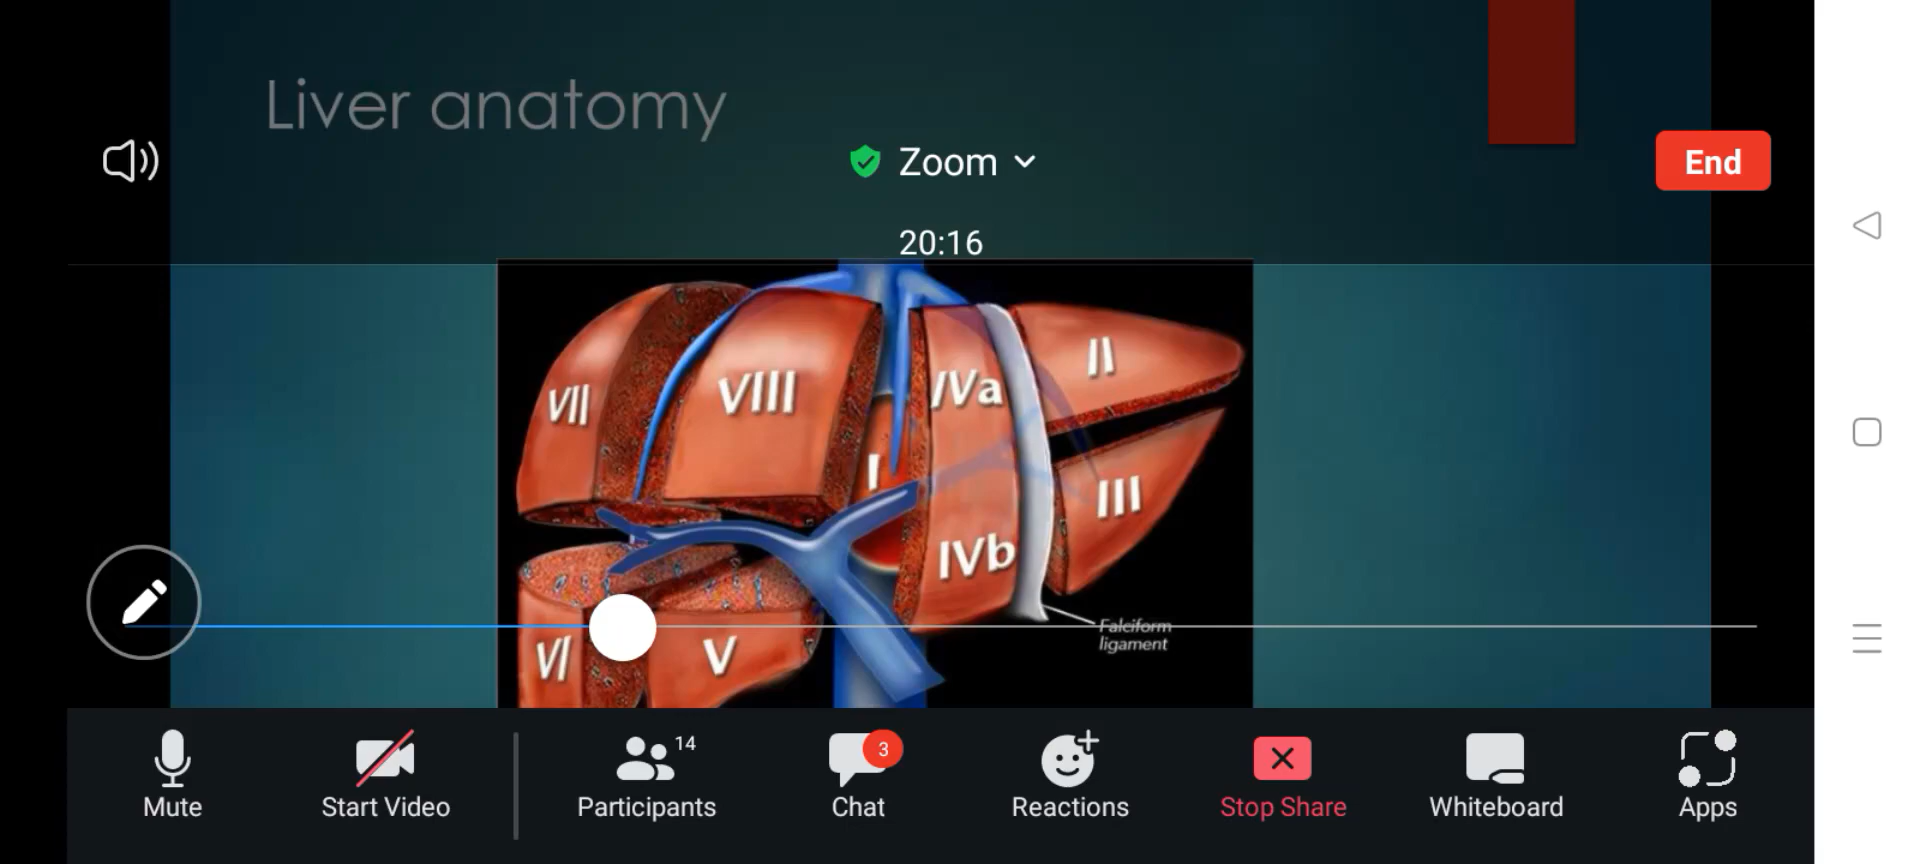 Liver anatomy
Zoom
End
20:16
VII
VIII
IVa
II
I
III
IVb
Falciform
ligament
VI
V
14
3
Mute
Start Video
Participants
Chat
Reactions
Stop Share
Whiteboard
Apps